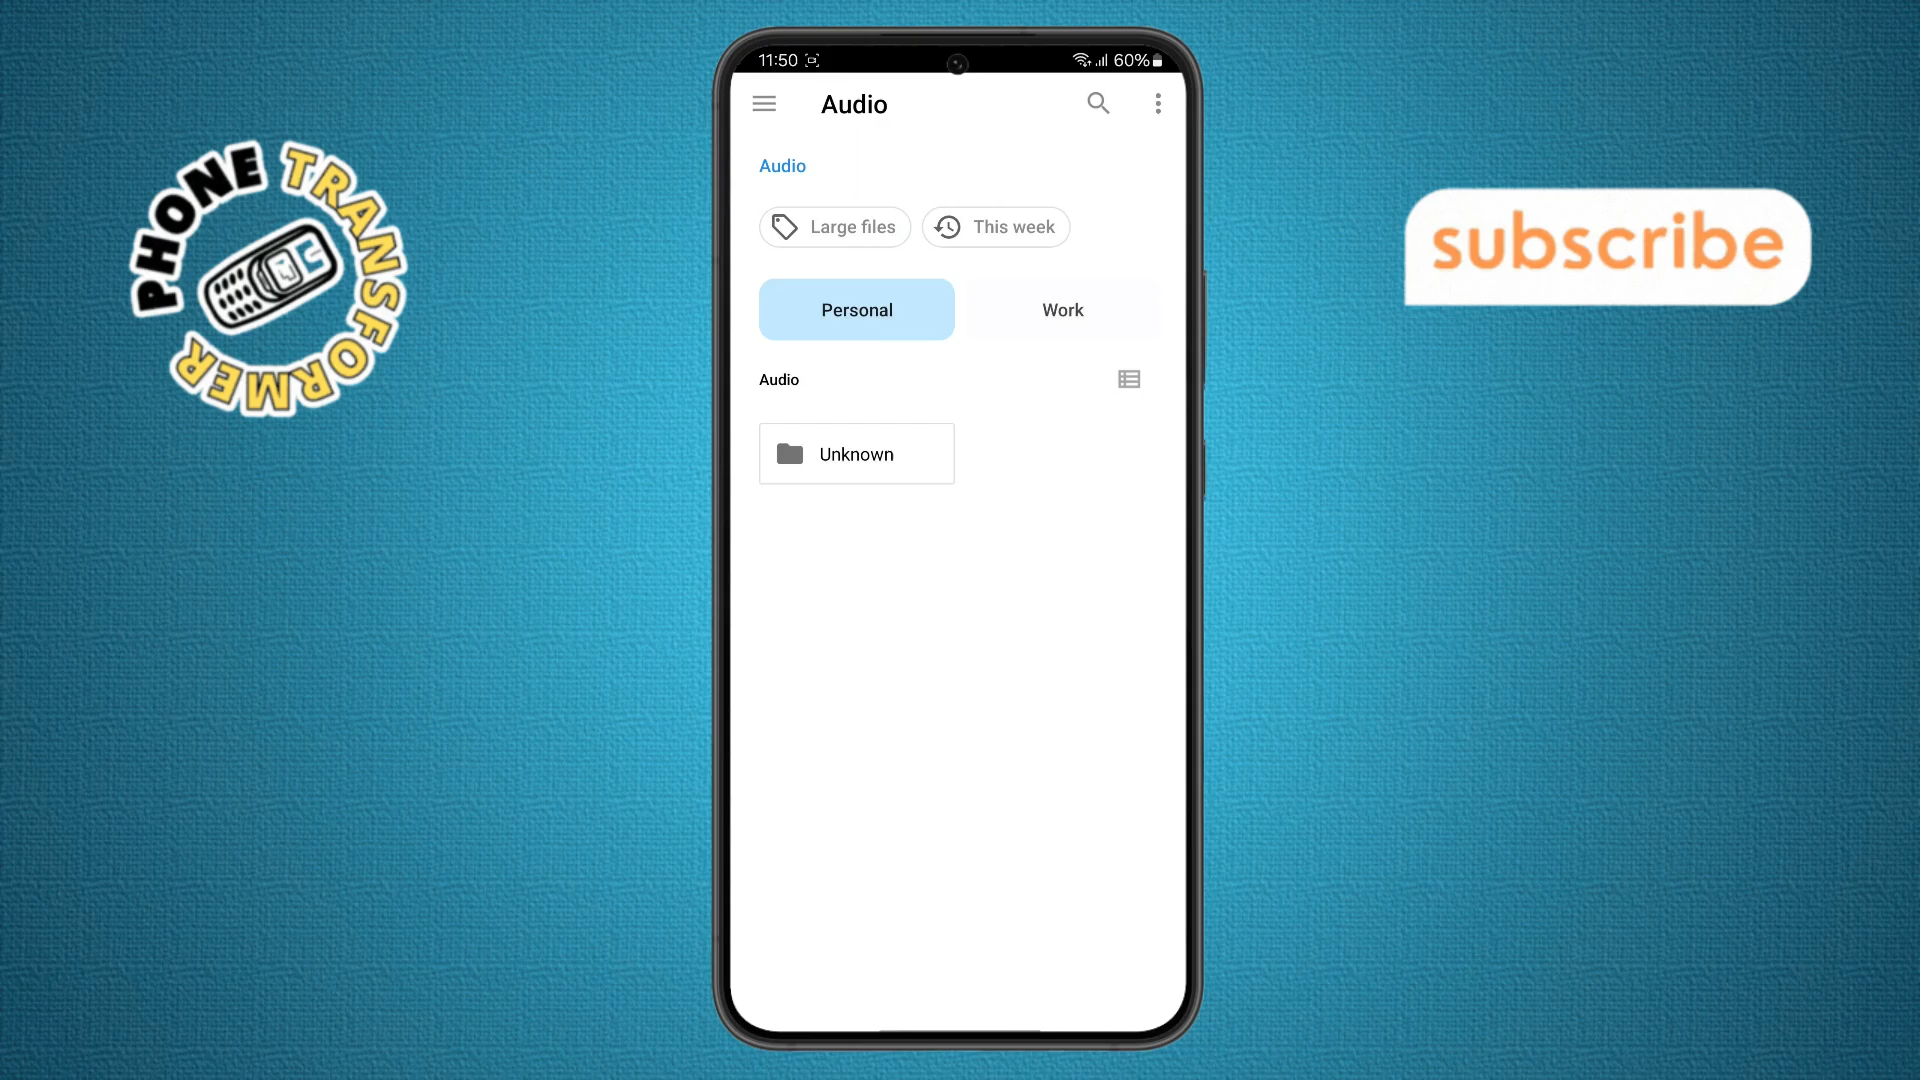 PHONE TRANSFORMER
11:50
60%
Audio
Audio
Large files
This week
Personal
Work
Audio
Unknown
subscribe